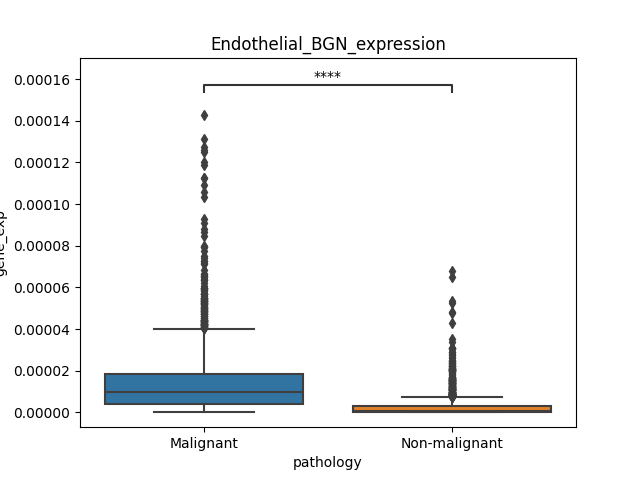 Endothelial_BGN_expression
****
0.00016
0.00014
0.00012
0.00010
0.00008
0.00006
0.00004
0.00002
0.00000
gene_exp
Malignant
Non-malignant
pathology